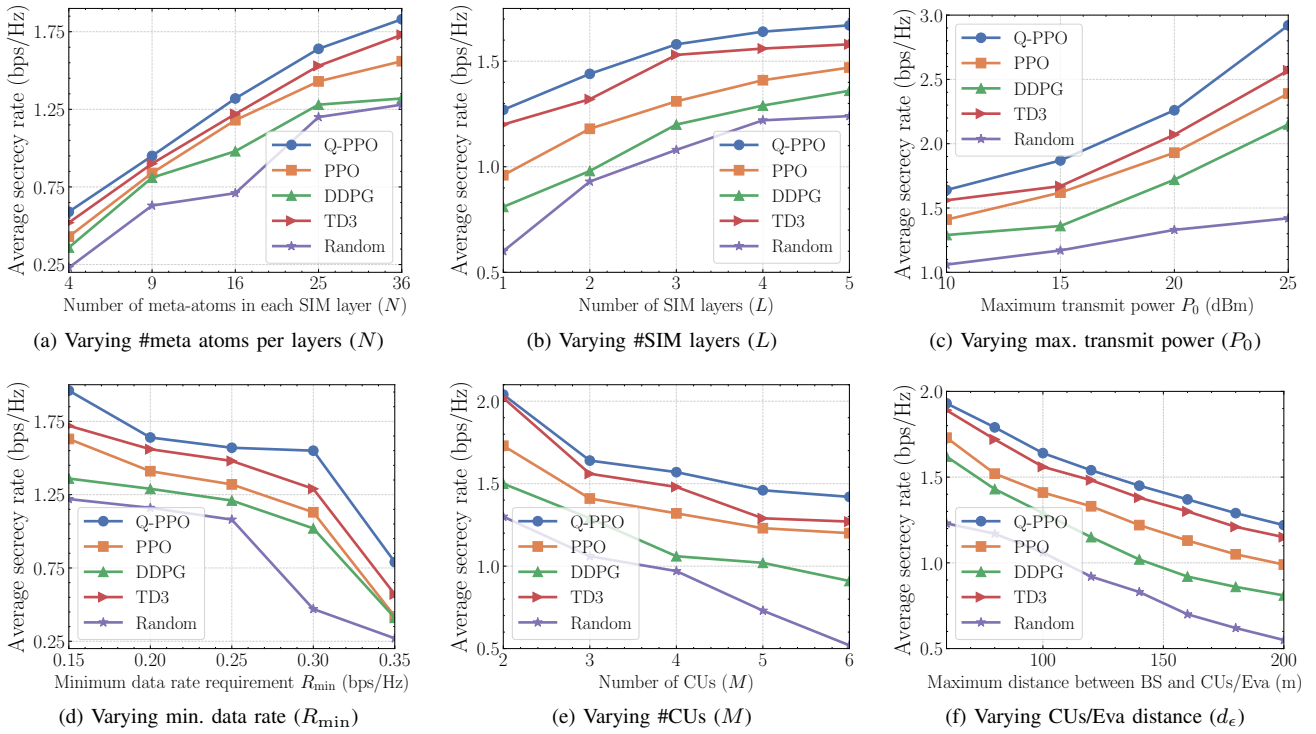 Average secrecy rate (bps/Hz)
1.75
1.25
0.75
0.25
Q-PPO
PPO
DDPG
TD3
Random
4 9 16 25 36
Number of meta-atoms in each SIM layer (N)
(a) Varying #meta atoms per layers (N)
Average secrecy rate (bps/Hz)
1.5
1.0
0.5
Q-PPO
PPO
DDPG
TD3
Random
1 2 3 4 5
Number of SIM layers (L)
(b) Varying #SIM layers (L)
Average secrecy rate (bps/Hz)
3.0
2.5
2.0
1.5
1.0
Q-PPO
PPO
DDPG
TD3
Random
10 15 20 25
Maximum transmit power P₀ (dBm)
(c) Varying max. transmit power (P₀)
Average secrecy rate (bps/Hz)
1.75
1.25
0.75
0.25
Q-PPO
PPO
DDPG
TD3
Random
0.15 0.20 0.25 0.30 0.35
Minimum data rate requirement R_min (bps/Hz)
(d) Varying min. data rate (R_min)
Average secrecy rate (bps/Hz)
2.0
1.5
1.0
0.5
Q-PPO
PPO
DDPG
TD3
Random
2 3 4 5 6
Number of CUs (M)
(e) Varying #CUs (M)
Average secrecy rate (bps/Hz)
2.0
1.5
1.0
0.5
Q-PPO
PPO
DDPG
TD3
Random
100 150 200
Maximum distance between BS and CUs/Eva (m)
(f) Varying CUs/Eva distance (d_ϵ)